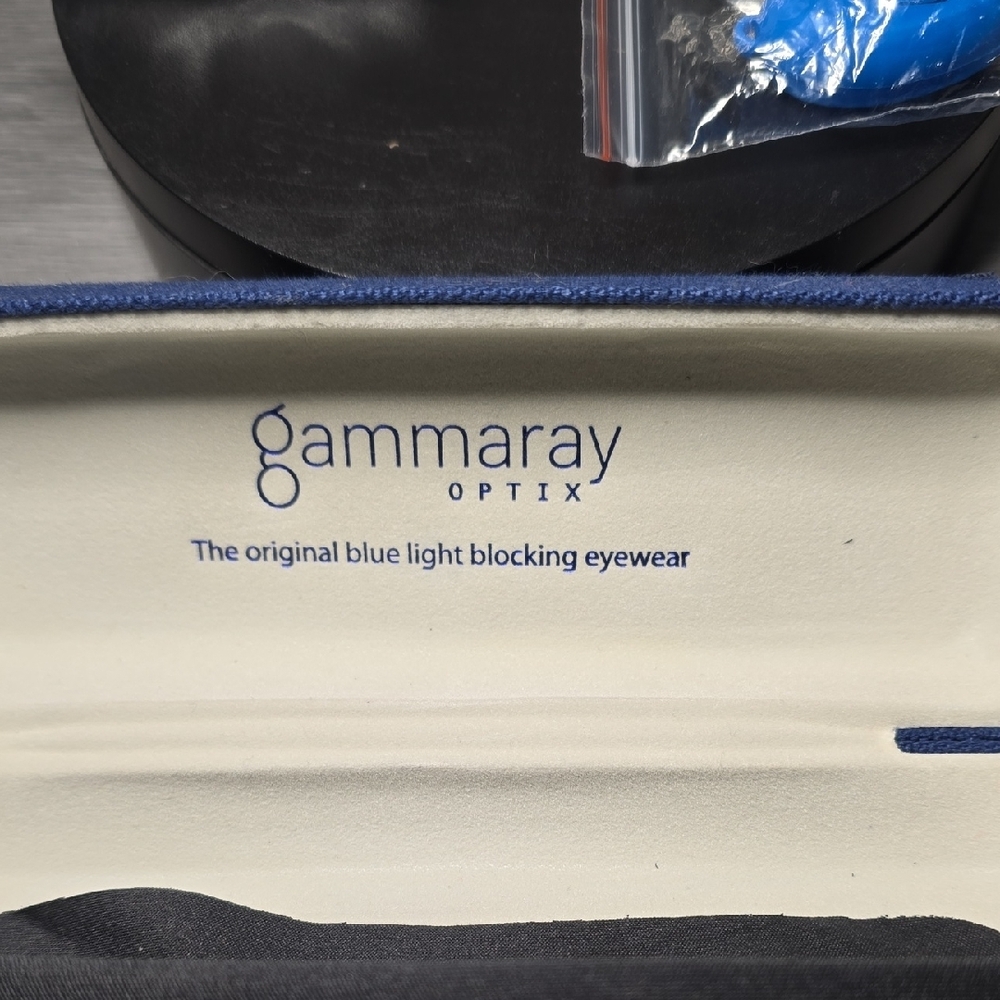 gammaray
OPTIX
The original blue light blocking eyewear